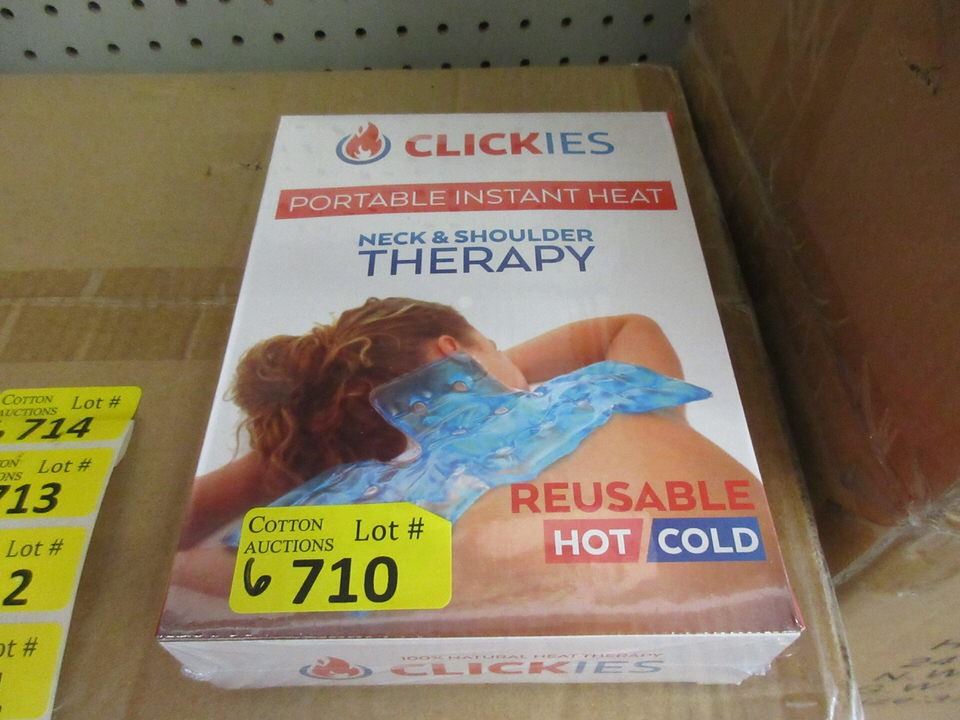 CLICKIES
PORTABLE INSTANT HEAT
NECK & SHOULDER
THERAPY
REUSABLE
HOT COLD
COTTON
AUCTIONS Lot #
6 710
100% NATURAL HEAT THERAPY
CLICKIES
COTTON
AUCTIONS Lot #
6 714
Lot #
713
Lot #
2
Lot #